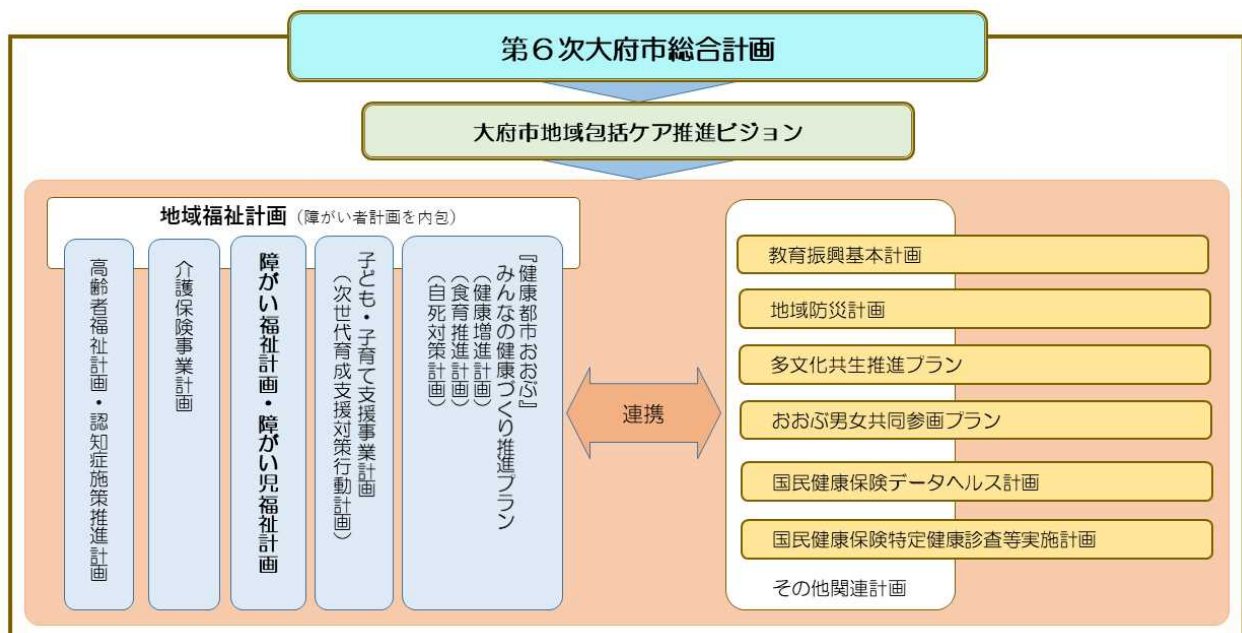 第6次大府市総合計画
大府市地域包括ケア推進ビジョン
地域福祉計画（障がい者計画を内包）
高齢者福祉計画・認知症施策推進計画
介護保険事業計画
障がい福祉計画・障がい児福祉計画
子ども・子育て支援事業計画
（次世代育成支援対策行動計画）
『健康都市おおぶ』
みんなの健康づくり推進プラン
（健康増進計画）
（食育推進計画）
（自死対策計画）
連携
教育振興基本計画
地域防災計画
多文化共生推進プラン
おおぶ男女共同参画プラン
国民健康保険データヘルス計画
国民健康保険特定健康診査等実施計画
その他関連計画